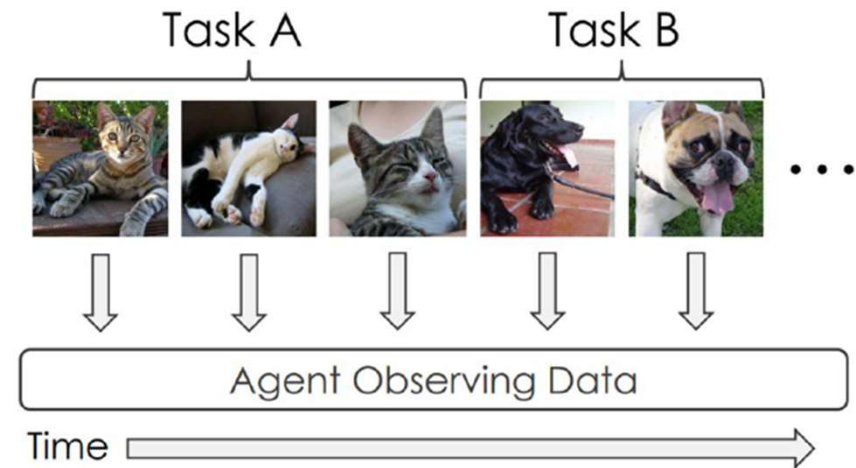 Task A
Task B
Agent Observing Data
Time